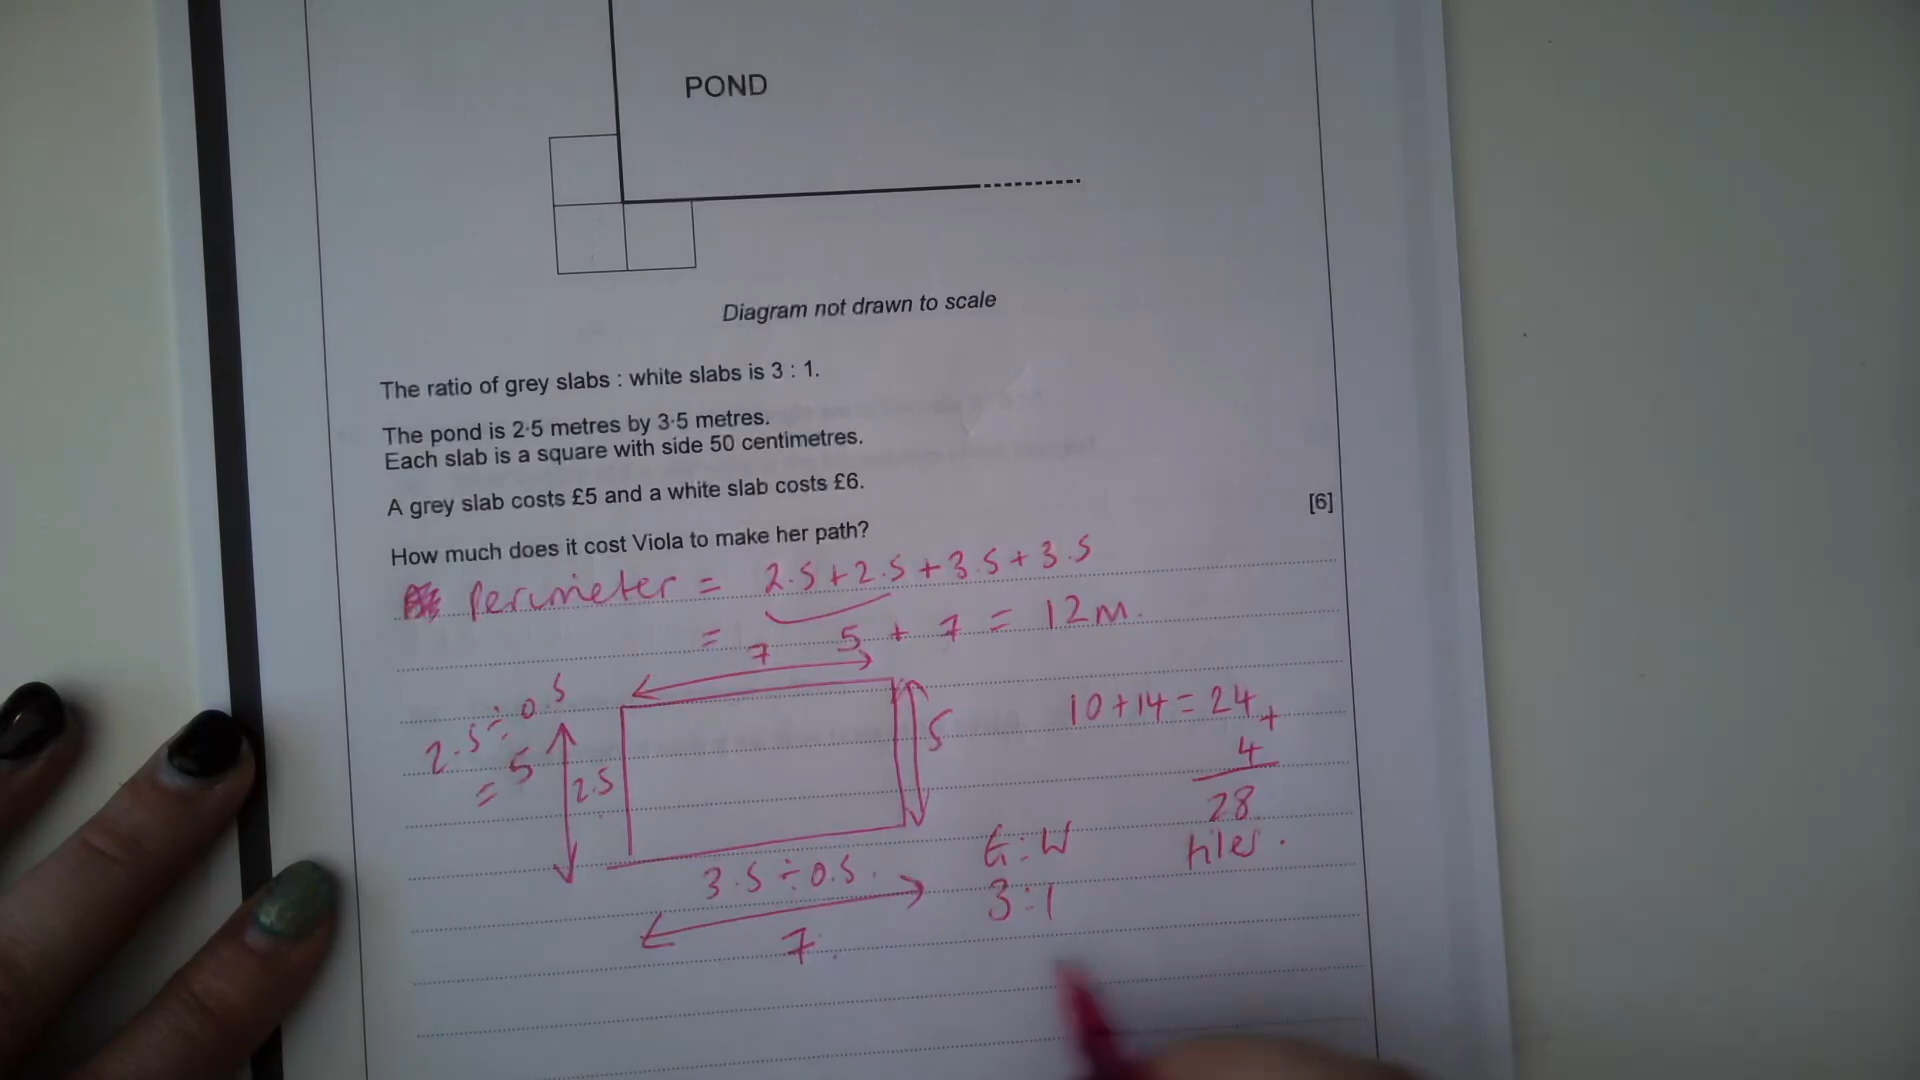 POND
Diagram not drawn to scale
The ratio of grey slabs : white slabs is 3 : 1.
The pond is 2·5 metres by 3·5 metres.
Each slab is a square with side 50 centimetres.
A grey slab costs £5 and a white slab costs £6.
[6]
How much does it cost Viola to make her path?
perimeter = 2.5 + 2.5 + 3.5 + 3.5
= 5 + 7 = 12m.
7
2.5 ÷ 0.5
= 5
2.5
5
10 + 14 = 24 +
4
28
tiles.
3.5 ÷ 0.5.
7.
G : W
3 : 1